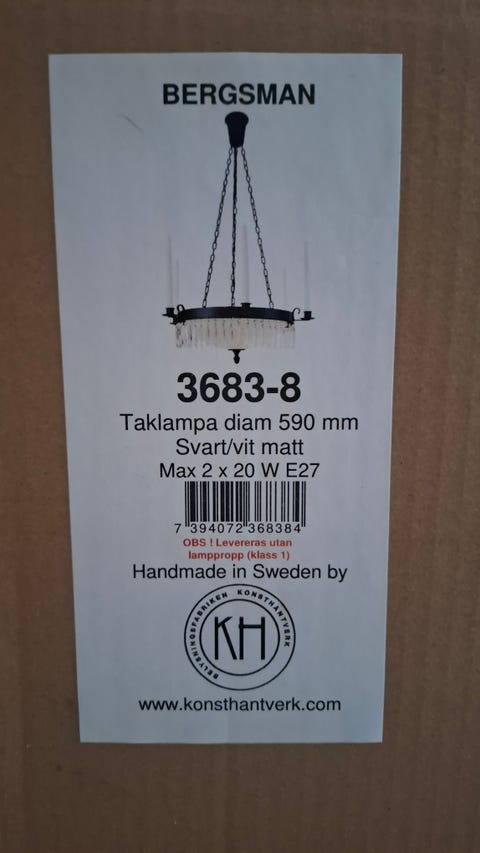 BERGSMAN
3683-8
Taklampa diam 590 mm
Svart/vit matt
Max 2 x 20 W E27
7 394072 368384
OBS ! Levereras utan
lamppropp (klass 1)
Handmade in Sweden by
BELYSNINGSFABRIKEN KONSTHANTVERK
KH
www.konsthantverk.com